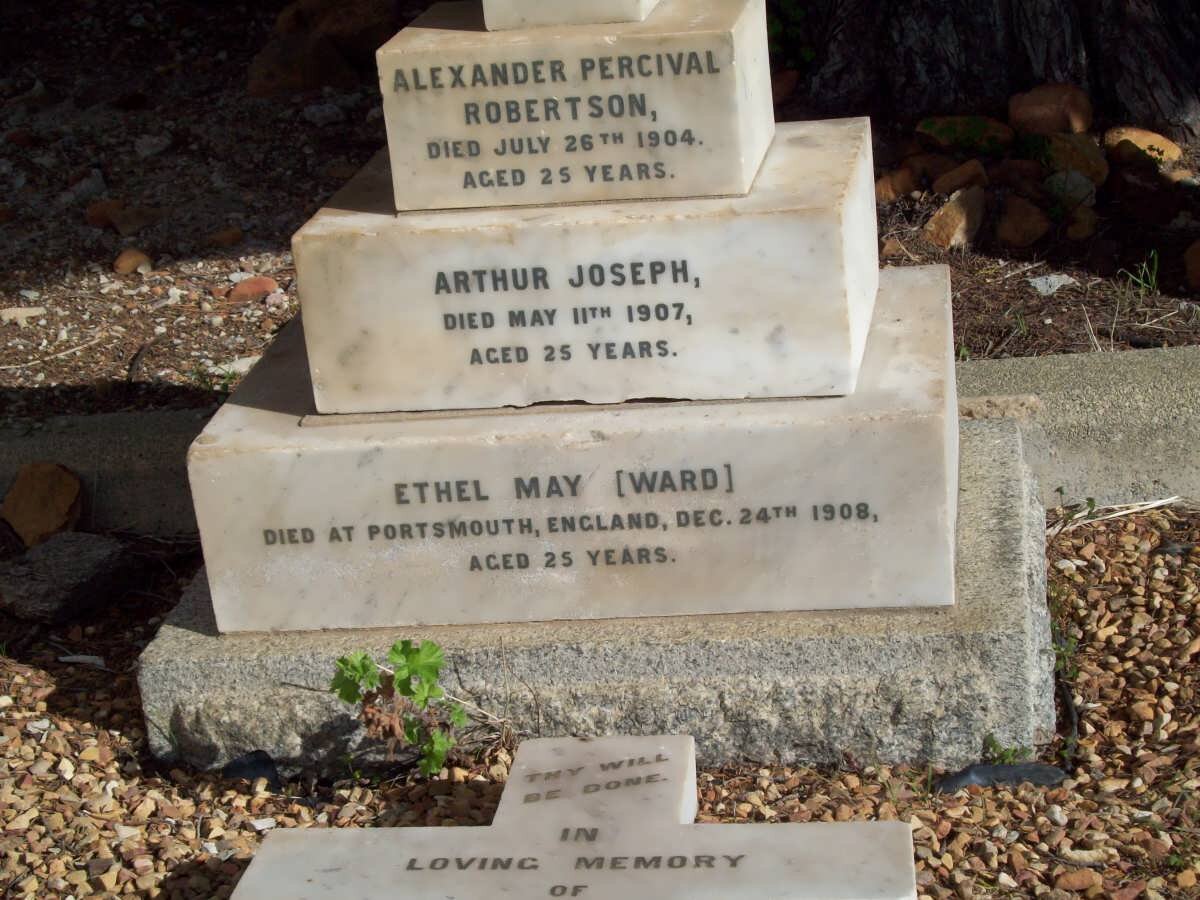 ALEXANDER PERCIVAL
ROBERTSON,
DIED JULY 26TH 1904.
AGED 25 YEARS.
ARTHUR JOSEPH,
DIED MAY 11TH 1907,
AGED 25 YEARS.
ETHEL MAY [WARD]
DIED AT PORTSMOUTH, ENGLAND, DEC. 24TH 1908,
AGED 25 YEARS.
THY WILL
BE DONE.
IN
LOVING MEMORY
OF